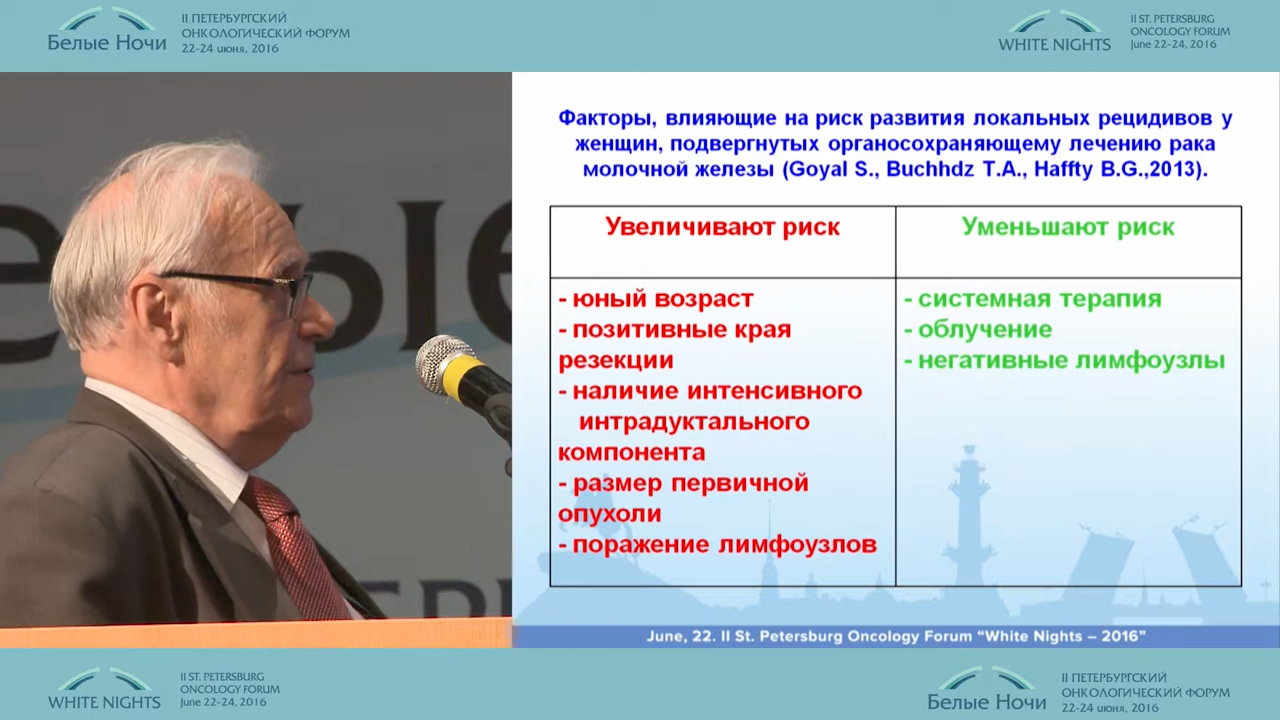 Белые Ночи
II ПЕТЕРБУРГСКИЙ
ОНКОЛОГИЧЕСКИЙ ФОРУМ
22-24 июня, 2016
WHITE NIGHTS
II ST. PETERSBURG
ONCOLOGY FORUM
June 22-24, 2016
Факторы, влияющие на риск развития локальных рецидивов у
женщин, подвергнутых органосохраняющему лечению рака
молочной железы (Goyal S., Buchhdz T.A., Haffty B.G.,2013).
Увеличивают риск
- юный возраст
- позитивные края
резекции
- наличие интенсивного
интрадуктального
компонента
- размер первичной
опухоли
- поражение лимфоузлов
Уменьшают риск
- системная терапия
- облучение
- негативные лимфоузлы
June, 22. II St. Petersburg Oncology Forum “White Nights – 2016”
WHITE NIGHTS
II ST. PETERSBURG
ONCOLOGY FORUM
June 22-24, 2016
Белые Ночи
II ПЕТЕРБУРГСКИЙ
ОНКОЛОГИЧЕСКИЙ ФОРУМ
22-24 июня, 2016